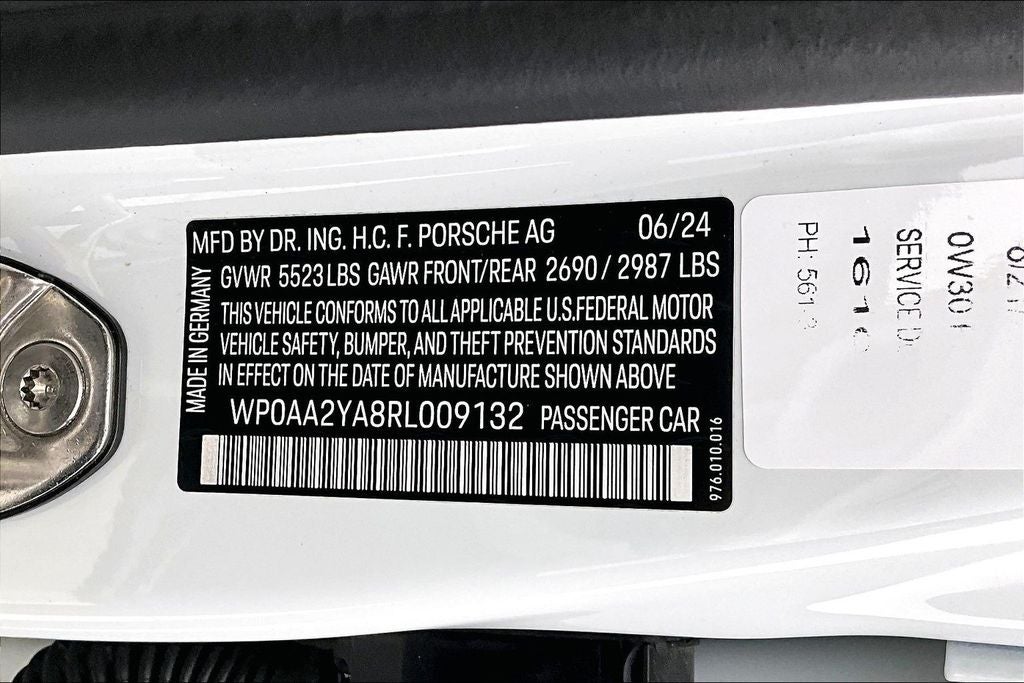 MFD BY DR. ING. H.C. F. PORSCHE AG 06/24
GVWR 5523 LBS GAWR FRONT/REAR 2690 / 2987 LBS
THIS VEHICLE CONFORMS TO ALL APPLICABLE U.S. FEDERAL MOTOR
VEHICLE SAFETY, BUMPER, AND THEFT PREVENTION STANDARDS
IN EFFECT ON THE DATE OF MANUFACTURE SHOWN ABOVE
WP0AA2YA8RL009132 PASSENGER CAR
MADE IN GERMANY
976.010.016
SERVICE
PH: 561